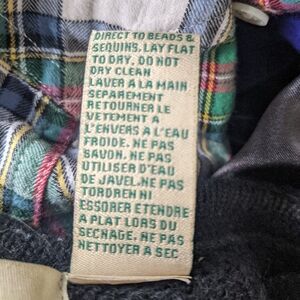 DIRECT TO BEADS &
SEQUINS. LAY FLAT
TO DRY. DO NOT
DRY CLEAN
LAVER A LA MAIN
SEPAREMENT
RETOURNER LE
VETEMENT A
L'ENVERS A L'EAU
FROIDE. NE PAS
SAVON. NE PAS
UTILISER D'EAU
DE JAVEL. NE PAS
TORDREN NI
ESSORER ETENDRE
A PLAT LORS DU
SECHAGE. NE PAS
NETTOYER A SEC